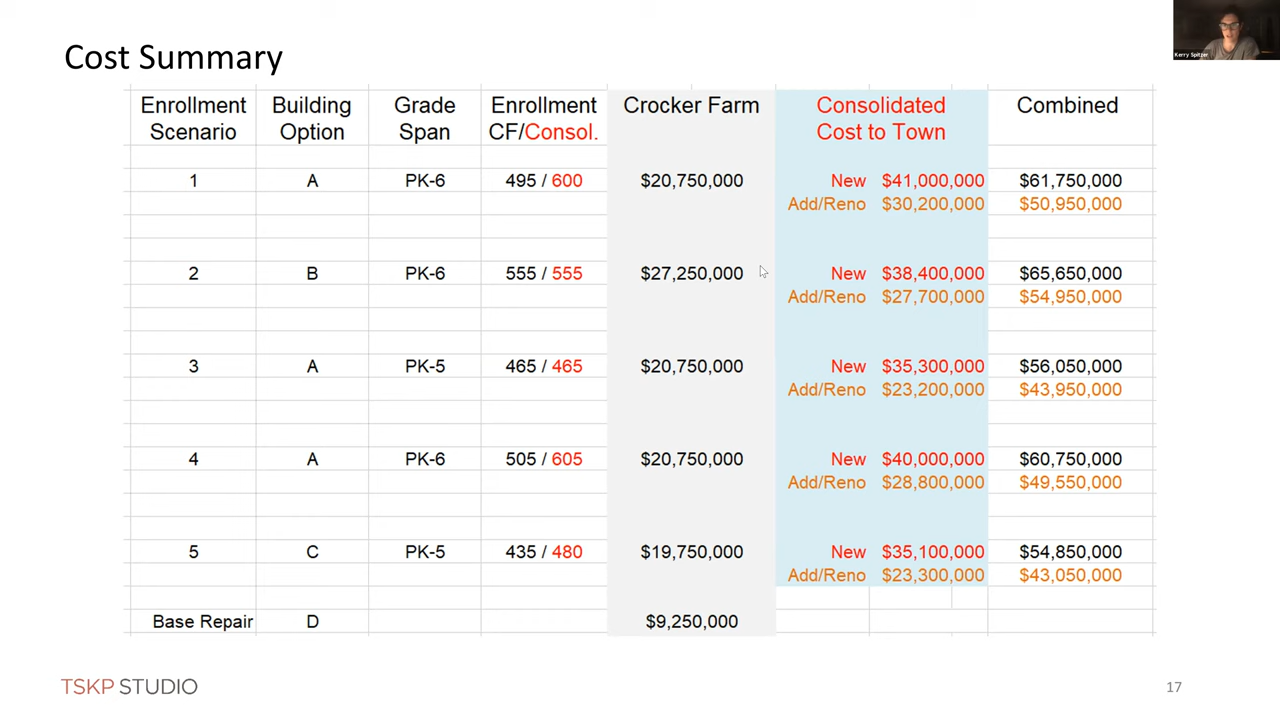 Kerry Spitzer
Cost Summary
Enrollment Scenario Building Option Grade Span Enrollment CF/Consol. Crocker Farm Consolidated Cost to Town Combined
1 A PK-6 495 / 600 $20,750,000 New $41,000,000 $61,750,000
Add/Reno $30,200,000 $50,950,000
2 B PK-6 555 / 555 $27,250,000 New $38,400,000 $65,650,000
Add/Reno $27,700,000 $54,950,000
3 A PK-5 465 / 465 $20,750,000 New $35,300,000 $56,050,000
Add/Reno $23,200,000 $43,950,000
4 A PK-6 505 / 605 $20,750,000 New $40,000,000 $60,750,000
Add/Reno $28,800,000 $49,550,000
5 C PK-5 435 / 480 $19,750,000 New $35,100,000 $54,850,000
Add/Reno $23,300,000 $43,050,000
Base Repair D $9,250,000
TSKP STUDIO
17